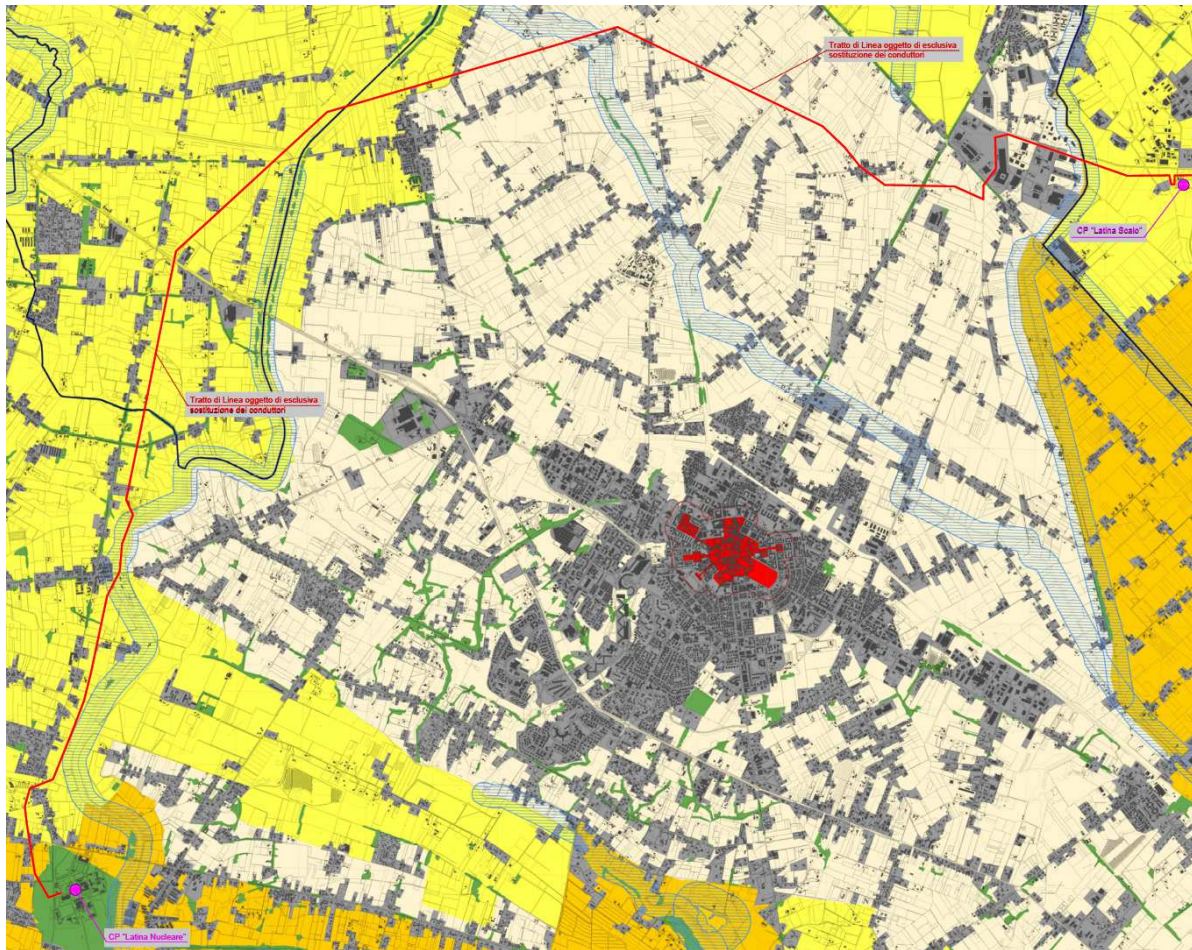 Tratto di Linea oggetto di esclusiva
sostituzione dei conduttori
CP "Latina Scalo"
Tratto di Linea oggetto di esclusiva
sostituzione dei conduttori
CP "Latina Nucleare"